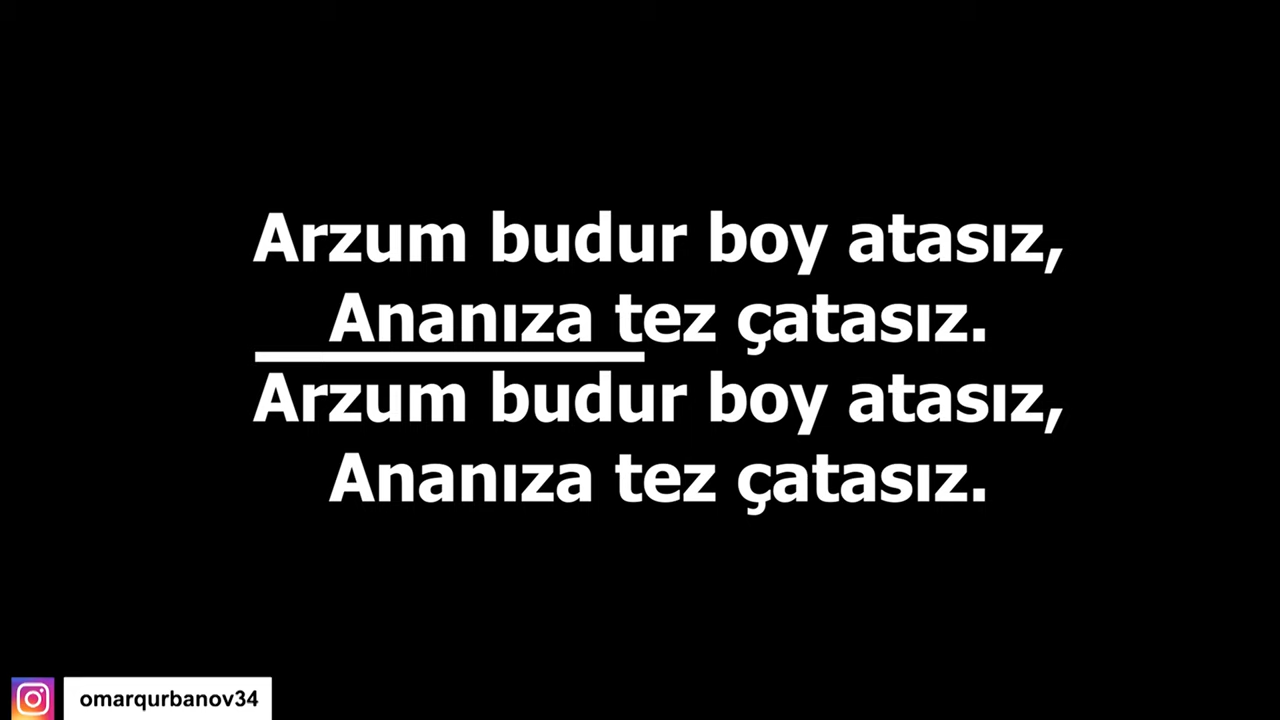 Arzum budur boy atasız,
Ananıza tez çatasız.
Arzum budur boy atasız,
Ananıza tez çatasız.
omarqurbanov34